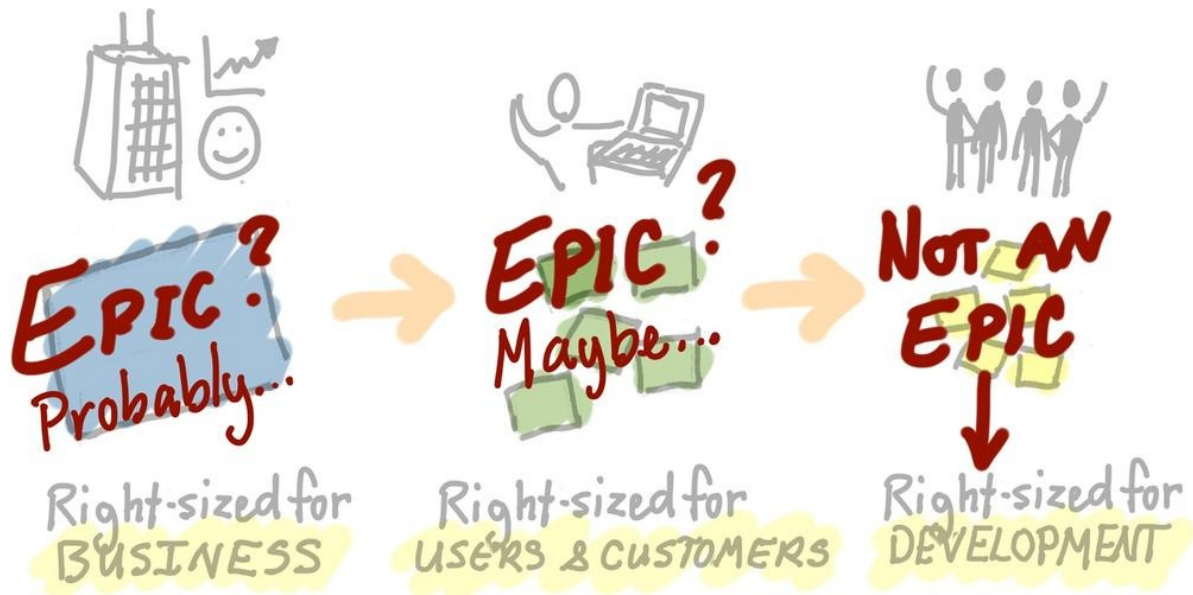 EPIC?
Probably...
Right-sized for
BUSINESS
EPIC?
Maybe...
Right-sized for
USERS & CUSTOMERS
NOT AN
EPIC
Right-sized for
DEVELOPMENT